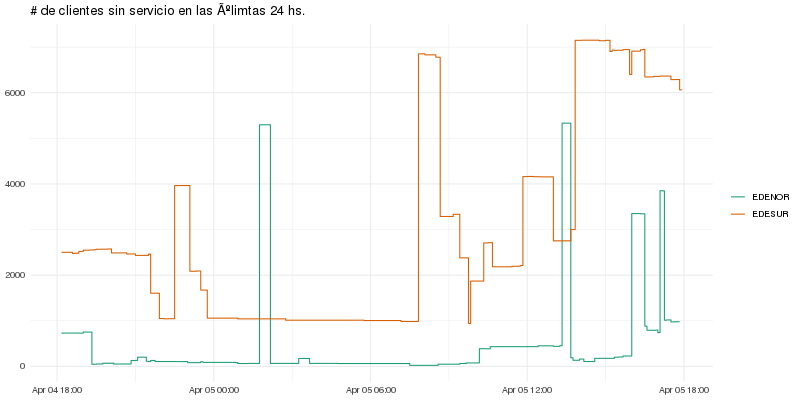 # de clientes sin servicio en las Ãºlimtas 24 hs.
6000
4000
2000
0
EDENOR
EDESUR
Apr 04 18:00
Apr 05 00:00
Apr 05 06:00
Apr 05 12:00
Apr 05 18:00